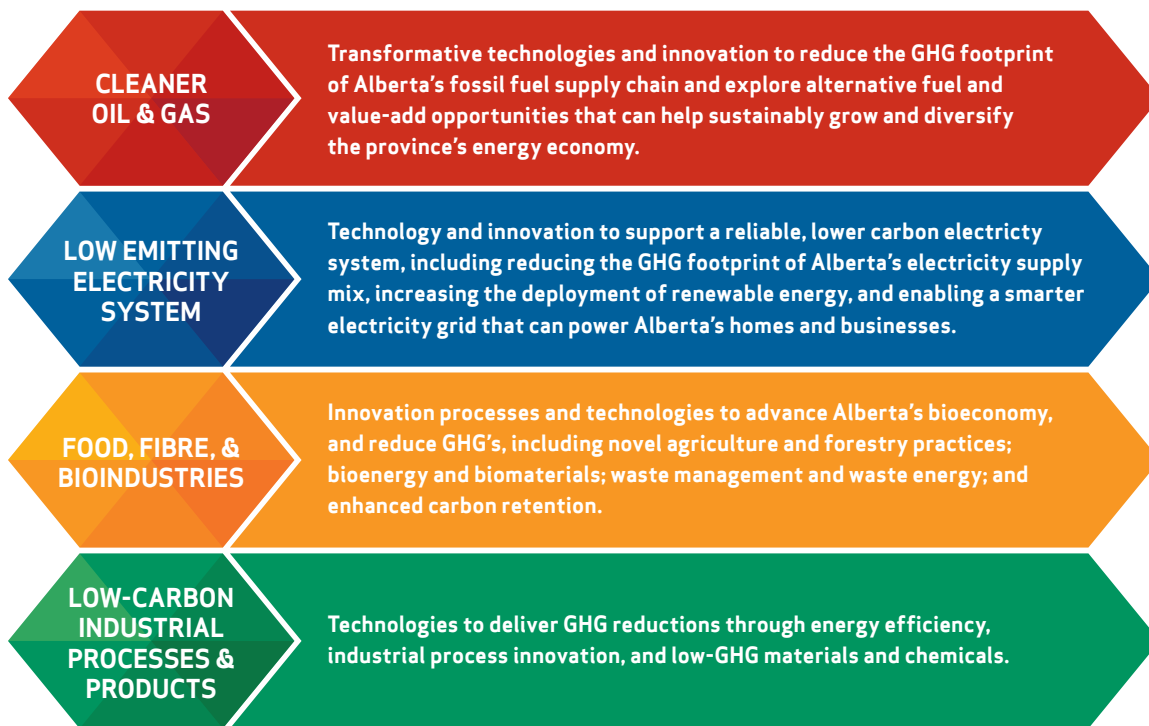 CLEANER
OIL & GAS
Transformative technologies and innovation to reduce the GHG footprint
of Alberta's fossil fuel supply chain and explore alternative fuel and
value-add opportunities that can help sustainably grow and diversify
the province's energy economy.
LOW EMITTING
ELECTRICITY
SYSTEM
Technology and innovation to support a reliable, lower carbon electricty
system, including reducing the GHG footprint of Alberta's electricity supply
mix, increasing the deployment of renewable energy, and enabling a smarter
electricity grid that can power Alberta's homes and businesses.
FOOD, FIBRE, &
BIOINDUSTRIES
Innovation processes and technologies to advance Alberta's bioeconomy,
and reduce GHG's, including novel agriculture and forestry practices;
bioenergy and biomaterials; waste management and waste energy; and
enhanced carbon retention.
LOW-CARBON
INDUSTRIAL
PROCESSES &
PRODUCTS
Technologies to deliver GHG reductions through energy efficiency,
industrial process innovation, and low-GHG materials and chemicals.